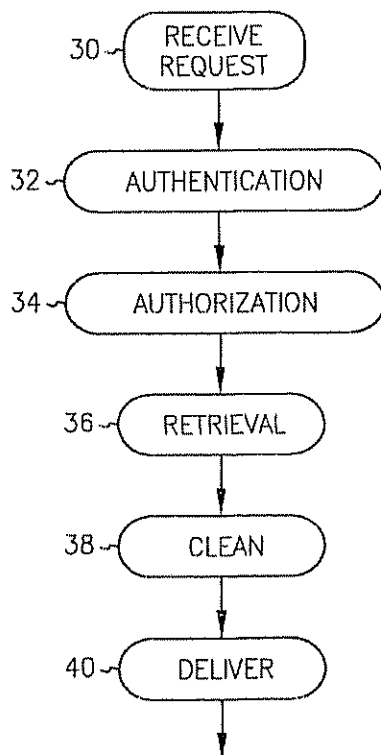 30
RECEIVE
REQUEST
32
AUTHENTICATION
34
AUTHORIZATION
36
RETRIEVAL
38
CLEAN
40
DELIVER